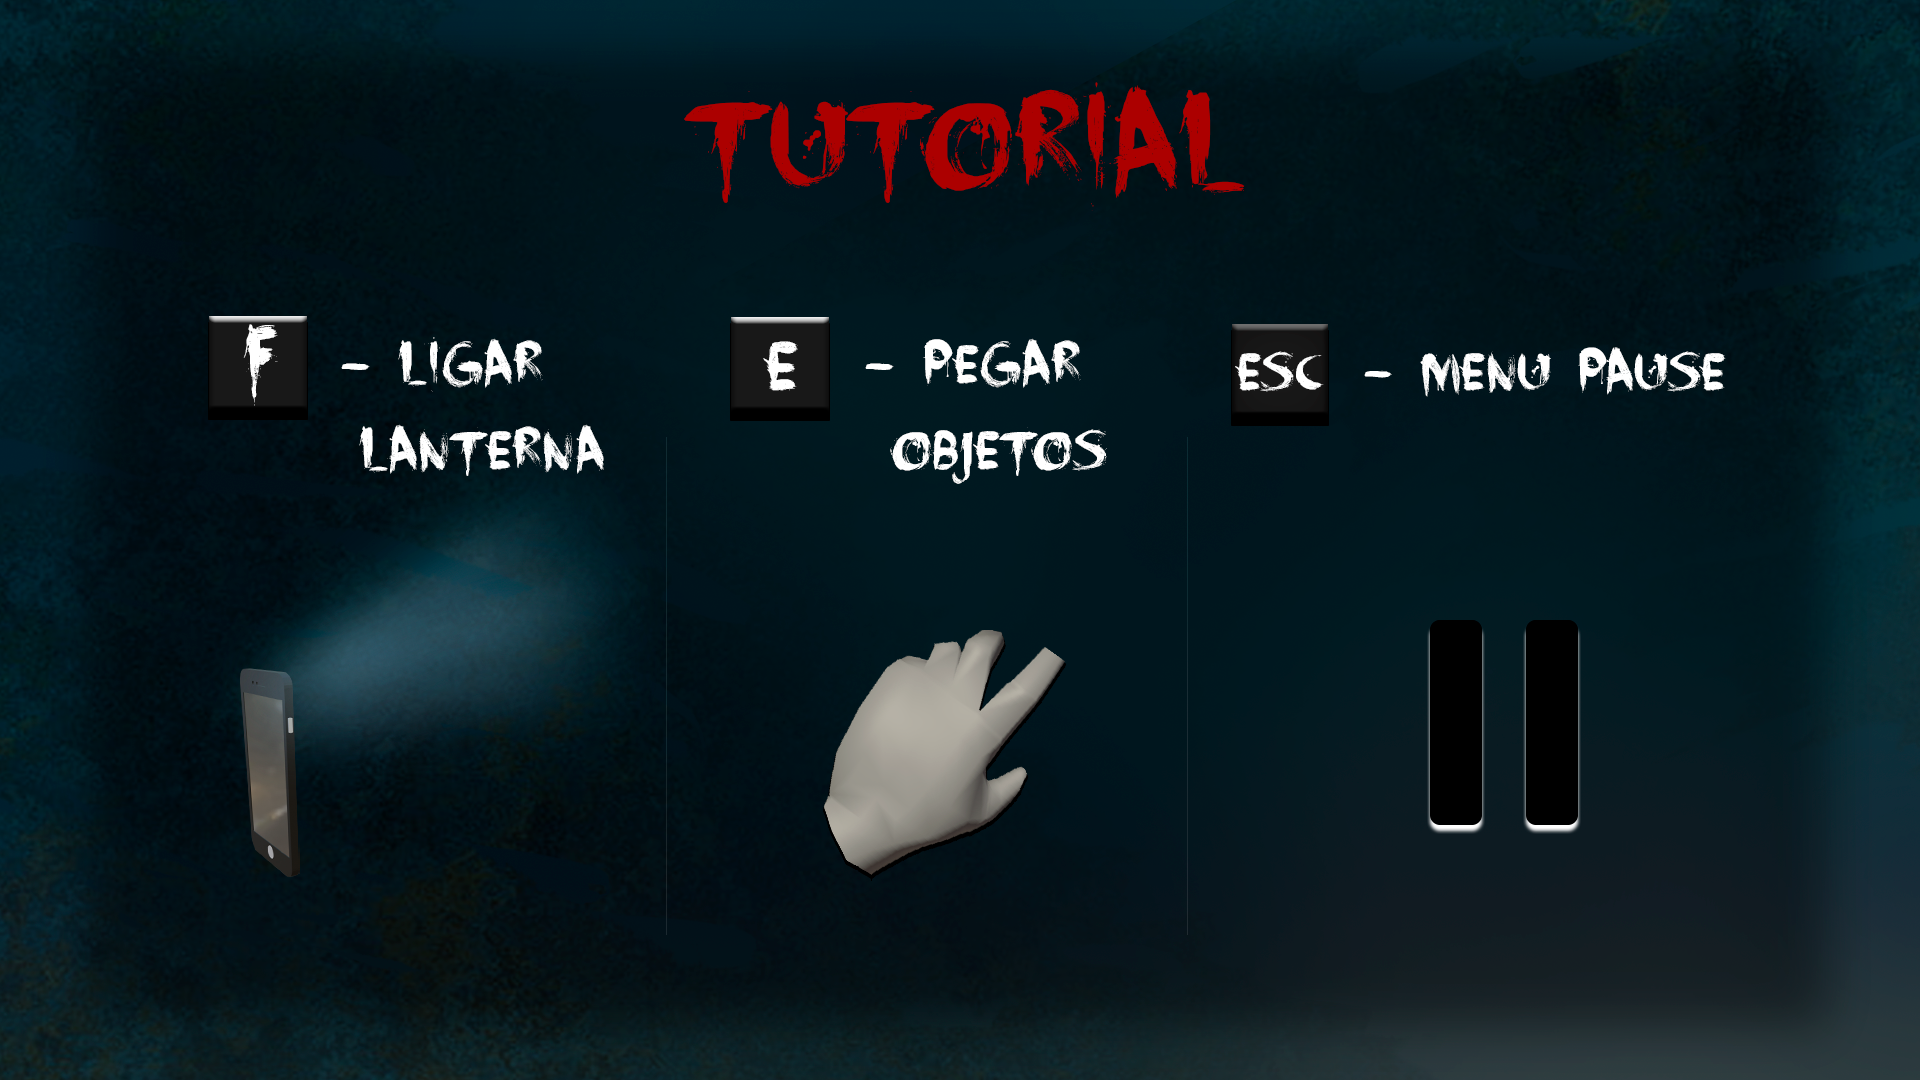 TUTORIAL
F - LIGAR
LANTERNA
E - PEGAR
OBJETOS
ESC - MENU PAUSE